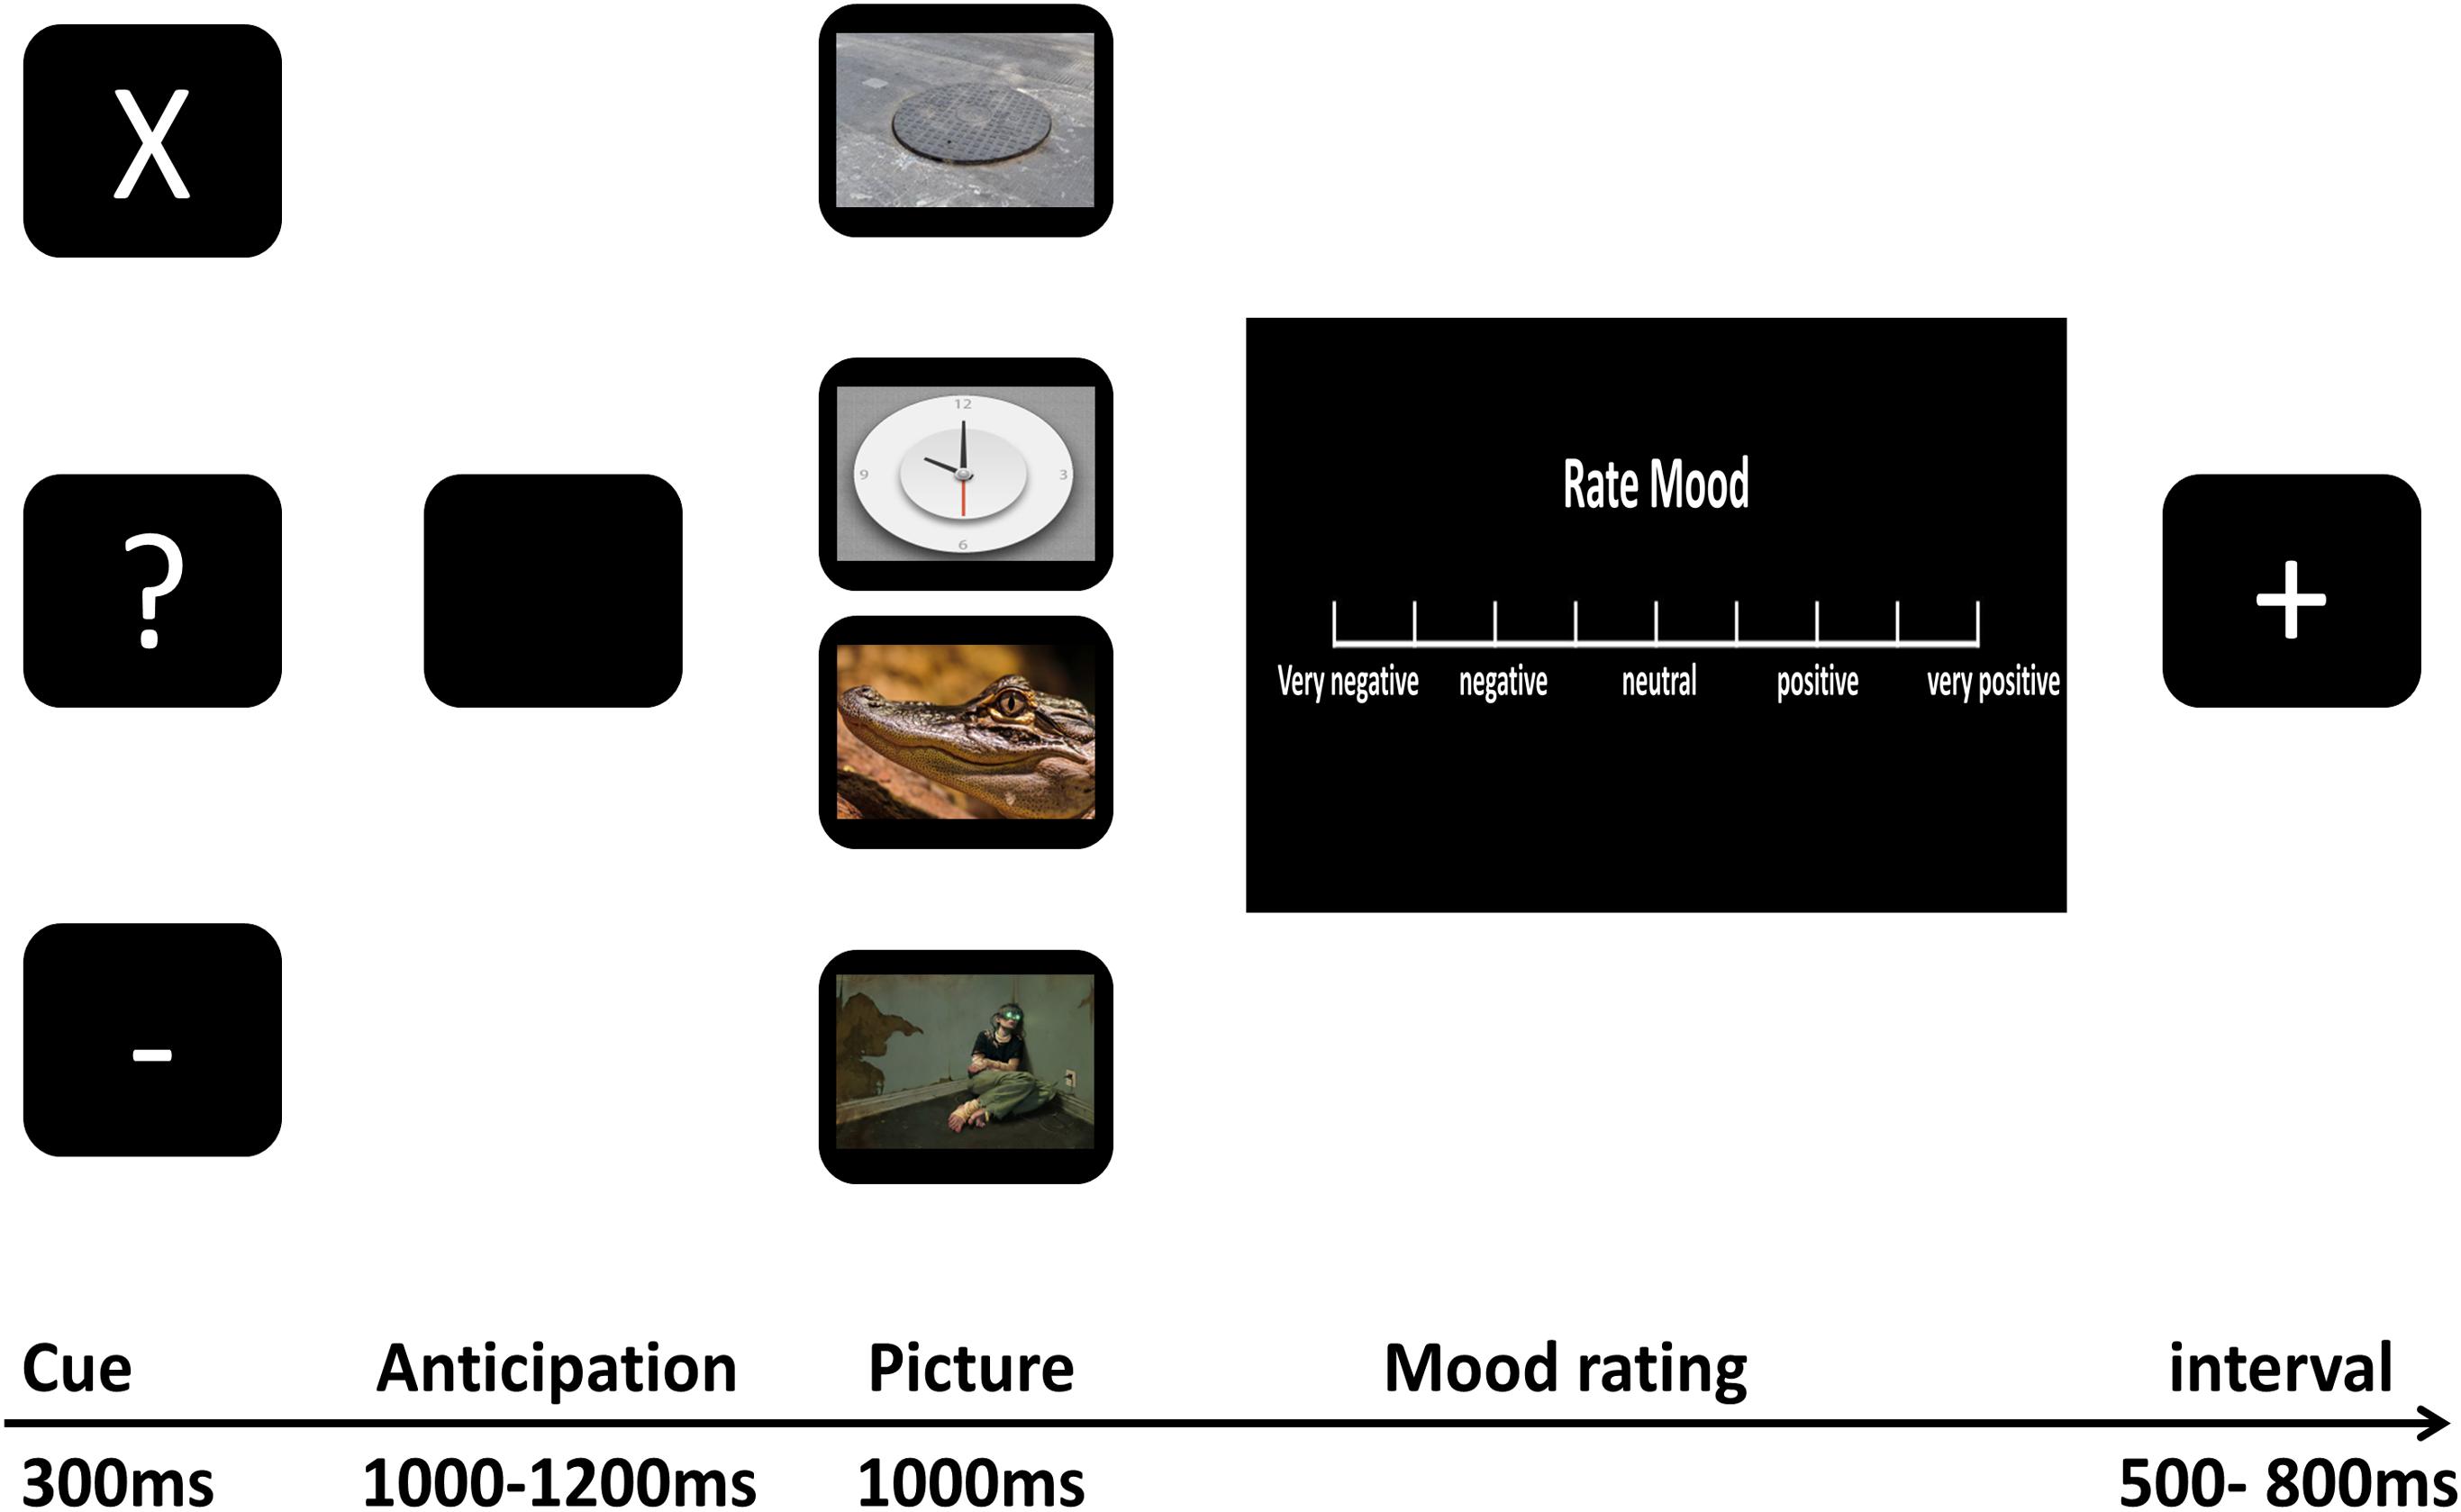 X
12
9
3
6
?
Rate Mood
Very negative negative neutral positive very positive
+
-
Cue Anticipation Picture Mood rating interval
300ms 1000-1200ms 1000ms 500- 800ms